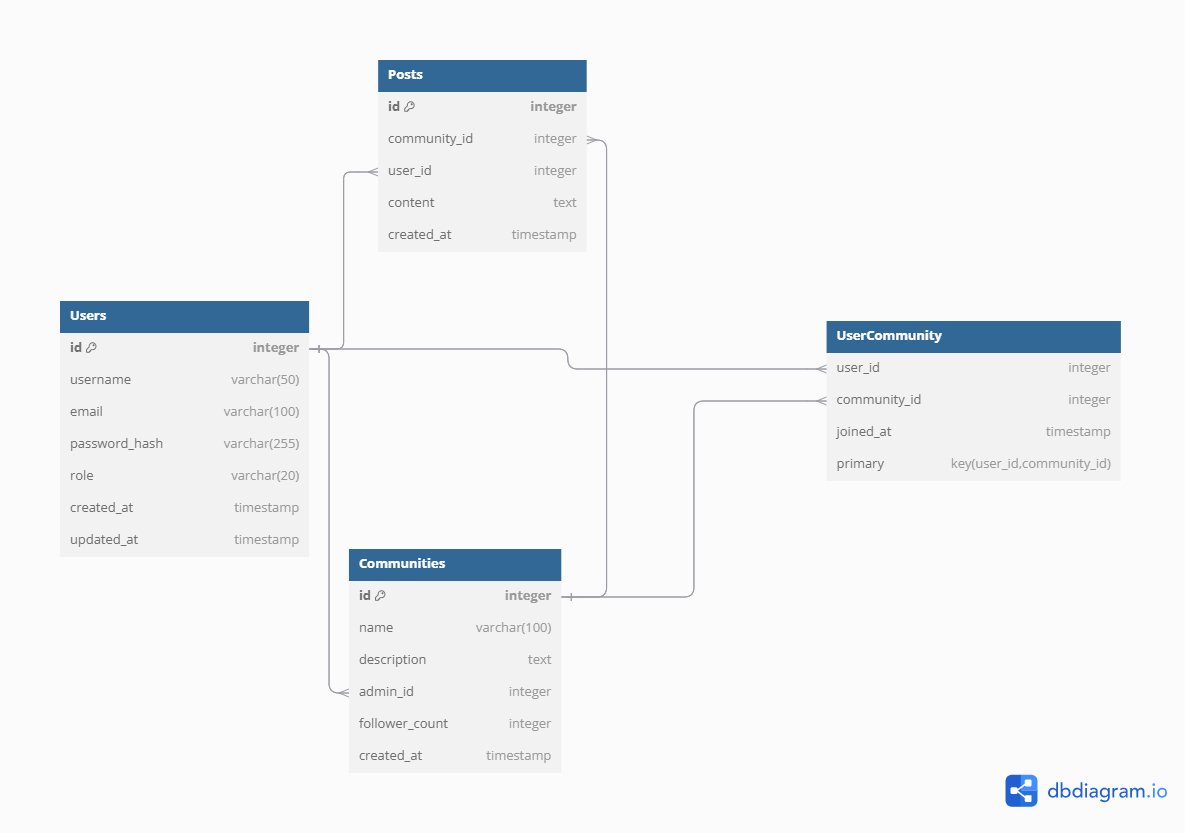 Posts
id integer
community_id integer
user_id integer
content text
created_at timestamp
Users
id integer
username varchar(50)
email varchar(100)
password_hash varchar(255)
role varchar(20)
created_at timestamp
updated_at timestamp
UserCommunity
user_id integer
community_id integer
joined_at timestamp
primary key(user_id,community_id)
Communities
id integer
name varchar(100)
description text
admin_id integer
follower_count integer
created_at timestamp
dbdiagram.io